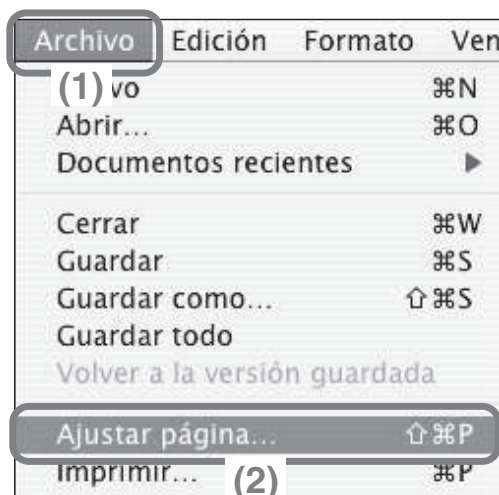 Archivo Edición Formato Ven
(1) vo ⌘N
Abrir... ⌘O
Documentos recientes ▶
Cerrar ⌘W
Guardar ⌘S
Guardar como... ⇧⌘S
Guardar todo
Volver a la versión guardada
Ajustar página... ⇧⌘P
Imprimir... ⌘P
(2)